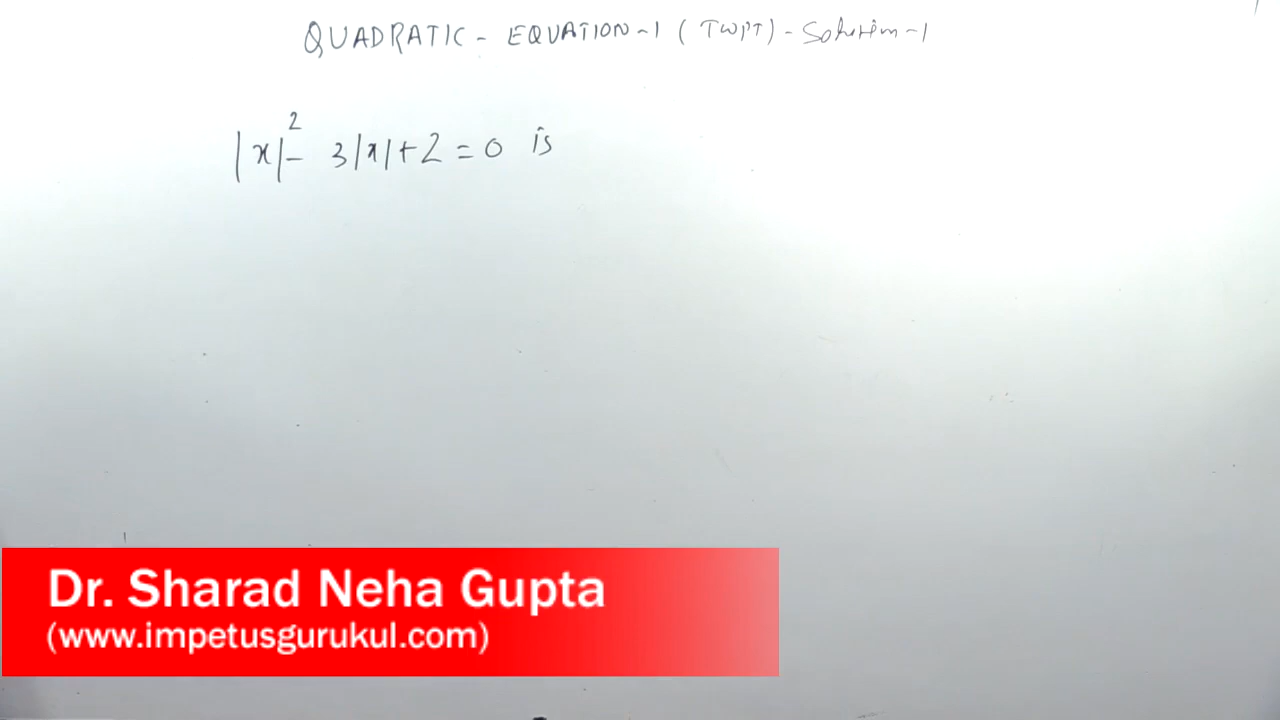 QUADRATIC - EQUATION-1 (TWPT) - Solution-1
|x|² - 3|x| + 2 = 0 is
Dr. Sharad Neha Gupta
(www.impetusgurukul.com)